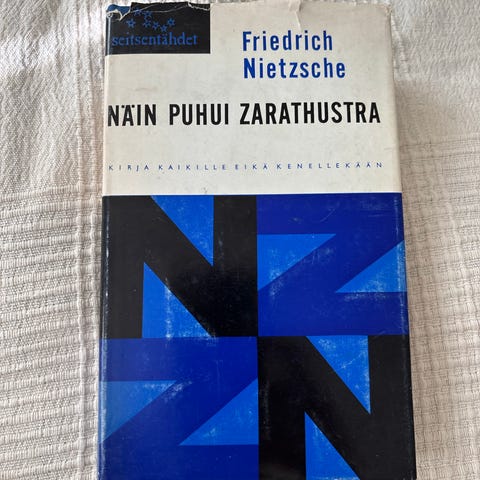 seitsentähdet
Friedrich
Nietzsche
NÄIN PUHUI ZARATHUSTRA
KIRJA KAIKILLE EIKÄ KENELLEKÄÄN
N Z
Z N